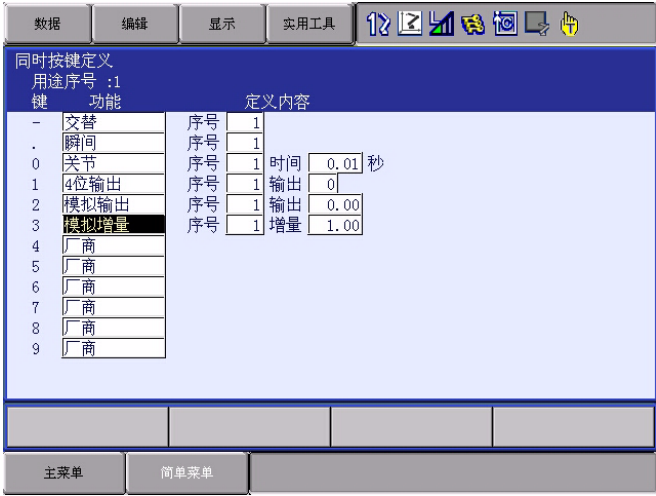 数据 编辑 显示 实用工具
同时按键定义
用途序号 :1
键 功能 定义内容
- 交替 序号 1
. 瞬间 序号 1
0 关节 序号 1 时间 0.01 秒
1 4位输出 序号 1 输出 0
2 模拟输出 序号 1 输出 0.00
3 模拟增量 序号 1 增量 1.00
4 厂商
5 厂商
6 厂商
7 厂商
8 厂商
9 厂商
主菜单 简单菜单